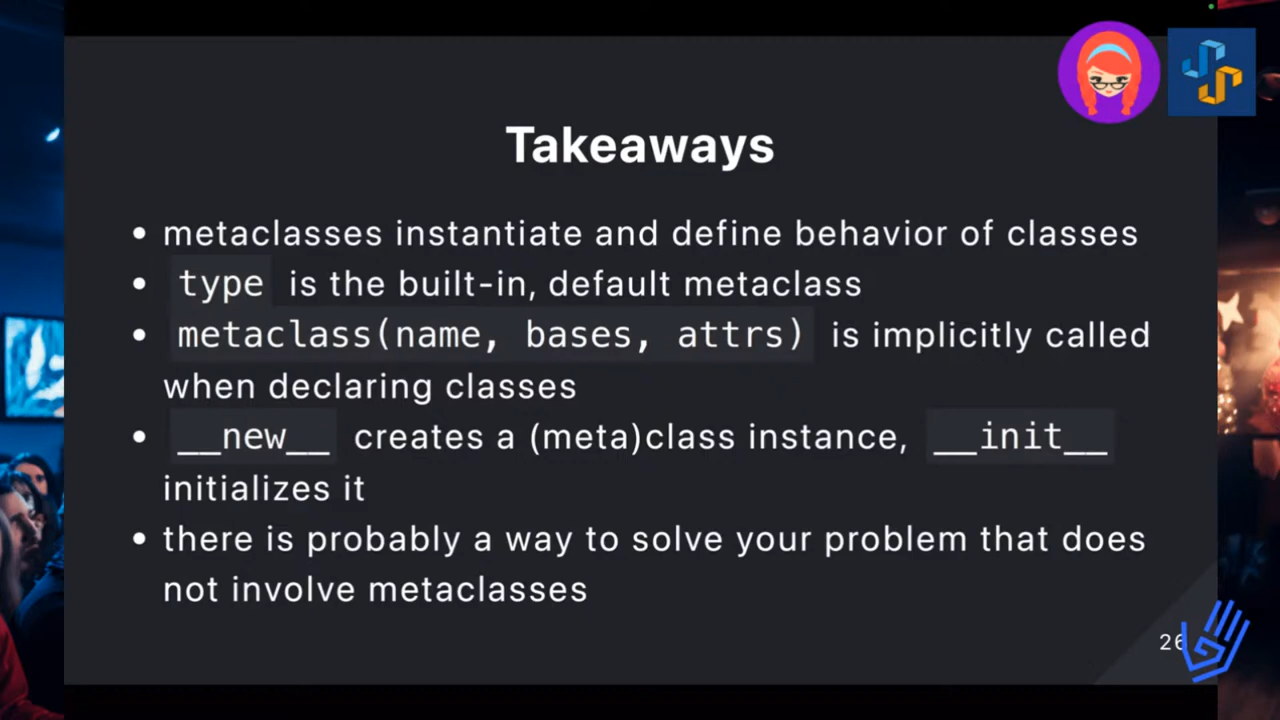 Takeaways
• metaclasses instantiate and define behavior of classes
• type is the built-in, default metaclass
• metaclass(name, bases, attrs) is implicitly called
when declaring classes
• __new__ creates a (meta)class instance, __init__
initializes it
• there is probably a way to solve your problem that does
not involve metaclasses
26